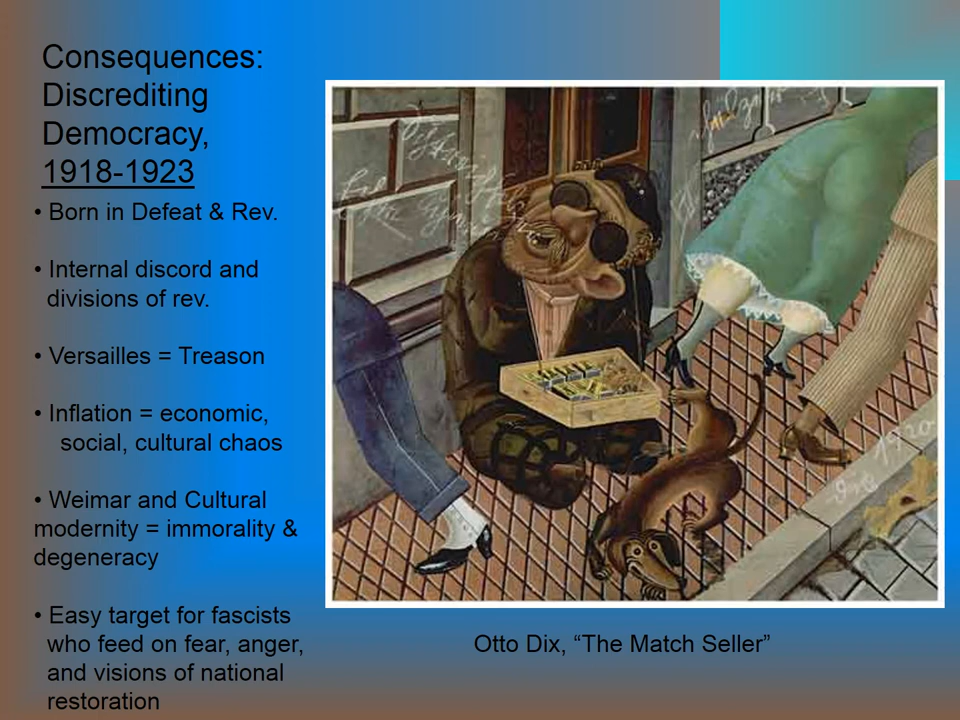 Consequences:
Discrediting
Democracy,
1918-1923
• Born in Defeat & Rev.
• Internal discord and
divisions of rev.
• Versailles = Treason
• Inflation = economic,
social, cultural chaos
• Weimar and Cultural
modernity = immorality &
degeneracy
• Easy target for fascists
who feed on fear, anger,
and visions of national
restoration
1920
Otto Dix, “The Match Seller”